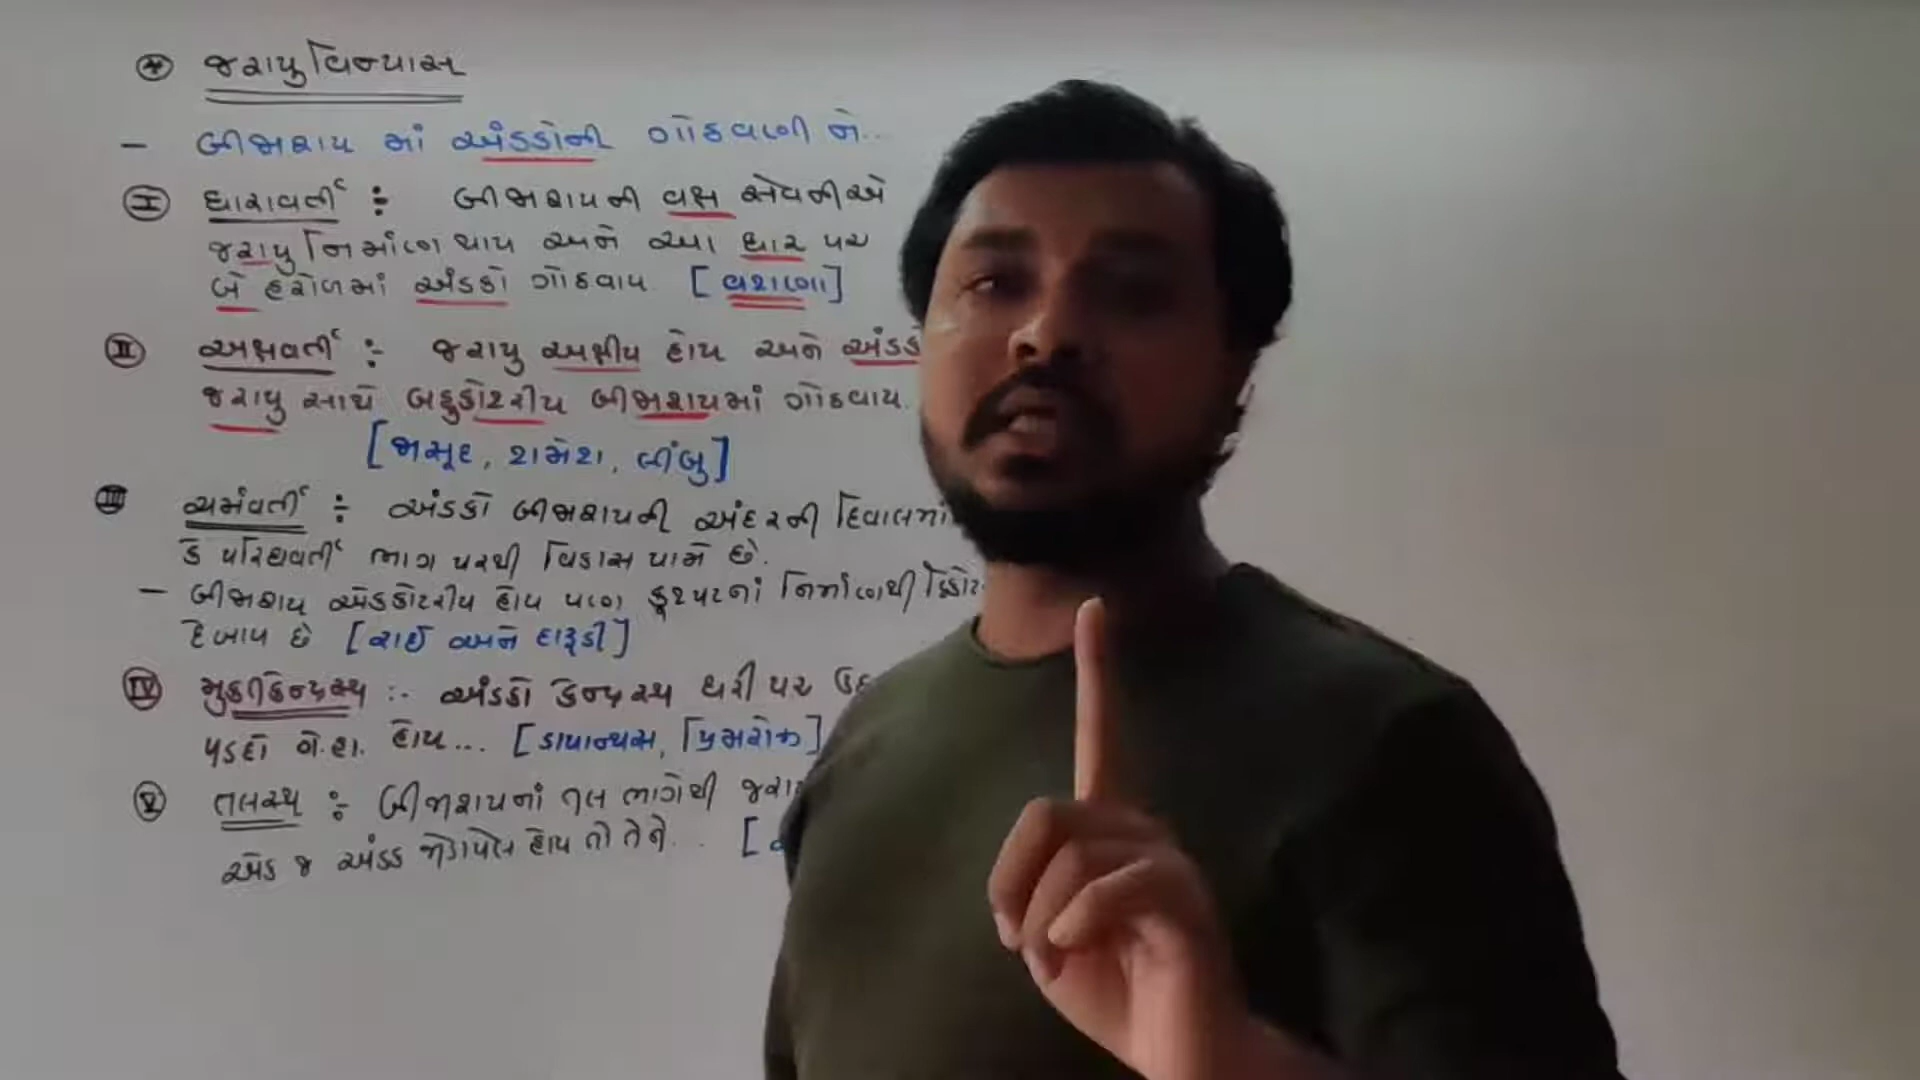 * જરાયુવિન્યાસ
- બીજાશય માં અંડકોની ગોઠવણી ને..
I ધારાવર્તી :- બીજાશયની વક્ષ સેવનીએ
જરાયુ નિર્માણ થાય અને આ ધાર પર
બે હરોળમાં અંડકો ગોઠવાય [વટાણા]
II અક્ષવર્તી :- જરાયુ અક્ષીય હોય અને
જરાયુ સાથે બહુકોટરીય બીજાશયમાં ગોઠવાય.
[જાસૂદ, ટામેટા, લીંબુ]
III ચર્મવર્તી :- અંડકો બીજાશયની અંદરની દિવાલમાં
કે પરિઘવર્તી ભાગ પરથી વિકાસ પામે છે.
- બીજાશય એકકોટરીય હોય પણ કૂટપટનાં નિર્માણથી
દેખાય છે [રાઈ અને દારૂડી]
IV મુક્તકેન્દ્રસ્થ :- અંડકો કેન્દ્રસ્થ ધરી પર
પડદો ગે.હા. હોય... [ડાયાન્થસ, પ્રિમરોઝ]
V તલસ્થ :- બીજાશયનાં તલ ભાગેથી
એક જ અંડક જોડાયેલ હોય તો તેને.. [